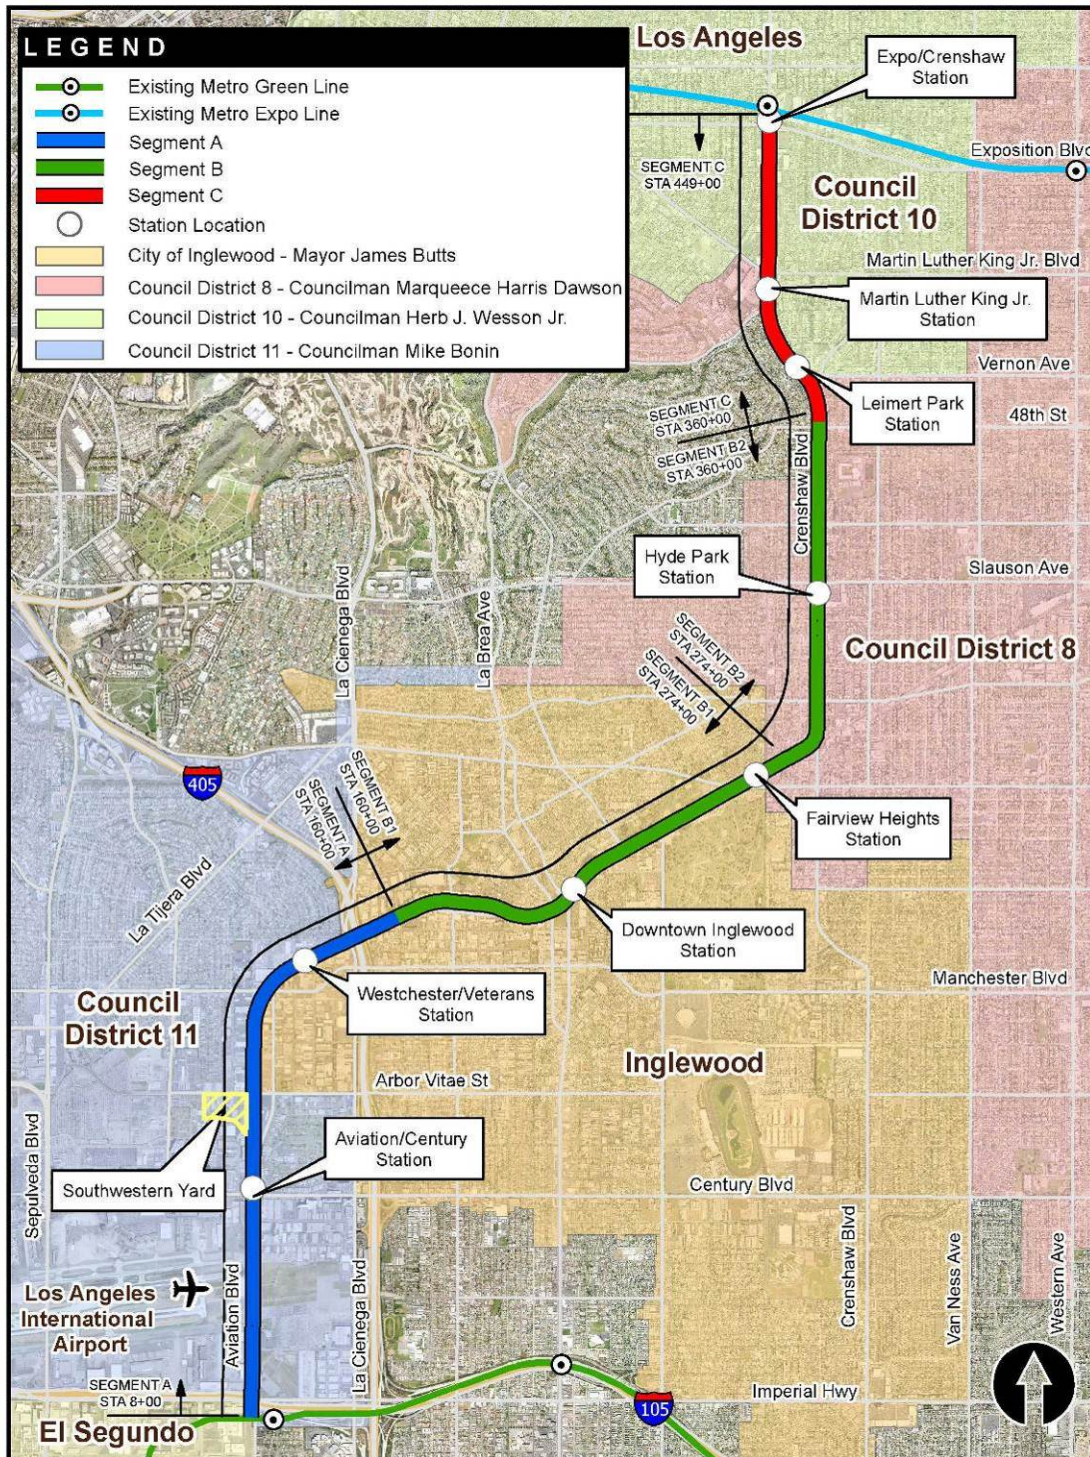 LEGEND
Existing Metro Green Line
Existing Metro Expo Line
Segment A
Segment B
Segment C
Station Location
City of Inglewood - Mayor James Butts
Council District 8 - Councilman Marqueece Harris Dawson
Council District 10 - Councilman Herb J. Wesson Jr.
Council District 11 - Councilman Mike Bonin
Los Angeles
Expo/Crenshaw
Station
Exposition Blvd
SEGMENT C
STA 449+00
Council
District 10
Martin Luther King Jr. Blvd
Martin Luther King Jr.
Station
Vernon Ave
Leimert Park
Station
48th St
SEGMENT C
STA 360+00
SEGMENT B2
STA 360+00
Crenshaw Blvd
Hyde Park
Station
Slauson Ave
La Cienega Blvd
La Brea Ave
Council District 8
SEGMENT B2
STA 274+00
SEGMENT B1
STA 274+00
405
SEGMENT B1
STA 160+00
SEGMENT A
STA 160+00
Fairview Heights
Station
La Tijera Blvd
Downtown Inglewood
Station
Manchester Blvd
Westchester/Veterans
Station
Council
District 11
Inglewood
Arbor Vitae St
Aviation/Century
Station
Southwestern Yard
Sepulveda Blvd
Century Blvd
Los Angeles
International
Airport
Aviation Blvd
La Cienega Blvd
Crenshaw Blvd
Van Ness Ave
Western Ave
SEGMENT A
STA 8+00
Imperial Hwy
105
El Segundo